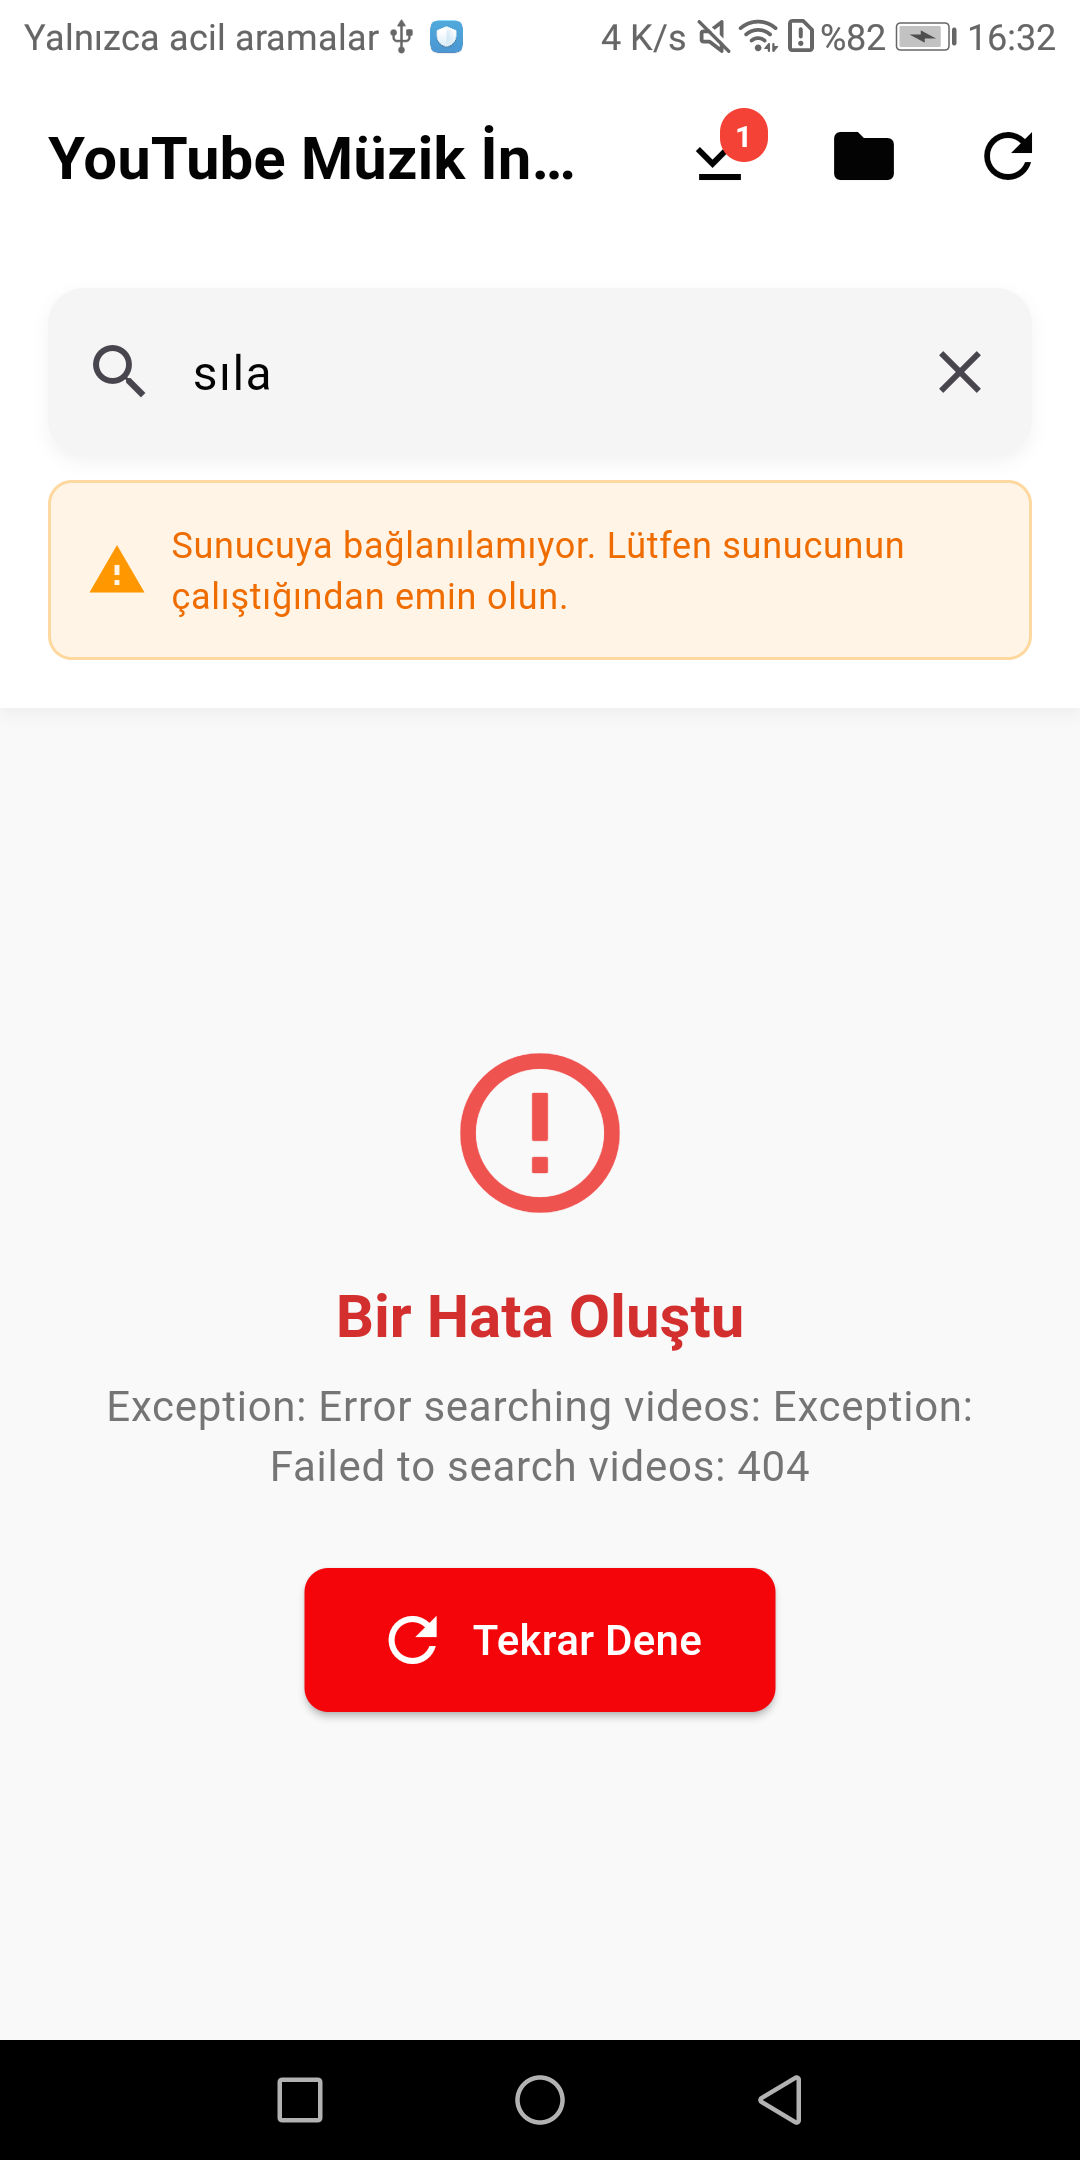 Yalnızca acil aramalar
4 K/s %82 16:32
YouTube Müzik İn...
1
sıla
Sunucuya bağlanılamıyor. Lütfen sunucunun
çalıştığından emin olun.
Bir Hata Oluştu
Exception: Error searching videos: Exception:
Failed to search videos: 404
Tekrar Dene